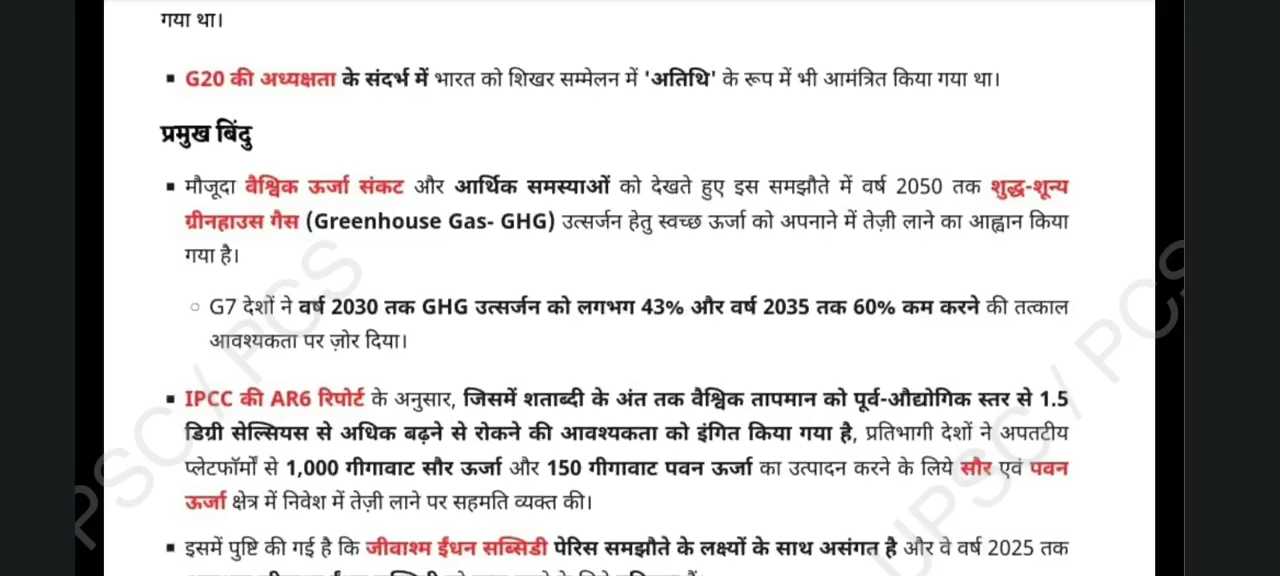 गया था।
▪ G20 की अध्यक्षता के संदर्भ में भारत को शिखर सम्मेलन में 'अतिथि' के रूप में भी आमंत्रित किया गया था।
प्रमुख बिंदु
▪ मौजूदा वैश्विक ऊर्जा संकट और आर्थिक समस्याओं को देखते हुए इस समझौते में वर्ष 2050 तक शुद्ध-शून्य
ग्रीनहाउस गैस (Greenhouse Gas- GHG) उत्सर्जन हेतु स्वच्छ ऊर्जा को अपनाने में तेज़ी लाने का आह्वान किया
गया है।
○ G7 देशों ने वर्ष 2030 तक GHG उत्सर्जन को लगभग 43% और वर्ष 2035 तक 60% कम करने की तत्काल
आवश्यकता पर ज़ोर दिया।
▪ IPCC की AR6 रिपोर्ट के अनुसार, जिसमें शताब्दी के अंत तक वैश्विक तापमान को पूर्व-औद्योगिक स्तर से 1.5
डिग्री सेल्सियस से अधिक बढ़ने से रोकने की आवश्यकता को इंगित किया गया है, प्रतिभागी देशों ने अपतटीय
प्लेटफॉर्मों से 1,000 गीगावाट सौर ऊर्जा और 150 गीगावाट पवन ऊर्जा का उत्पादन करने के लिये सौर एवं पवन
ऊर्जा क्षेत्र में निवेश में तेज़ी लाने पर सहमति व्यक्त की।
▪ इसमें पुष्टि की गई है कि जीवाश्म ईंधन सब्सिडी पेरिस समझौते के लक्ष्यों के साथ असंगत है और वे वर्ष 2025 तक
PSC / PCS
UPSC / PCS